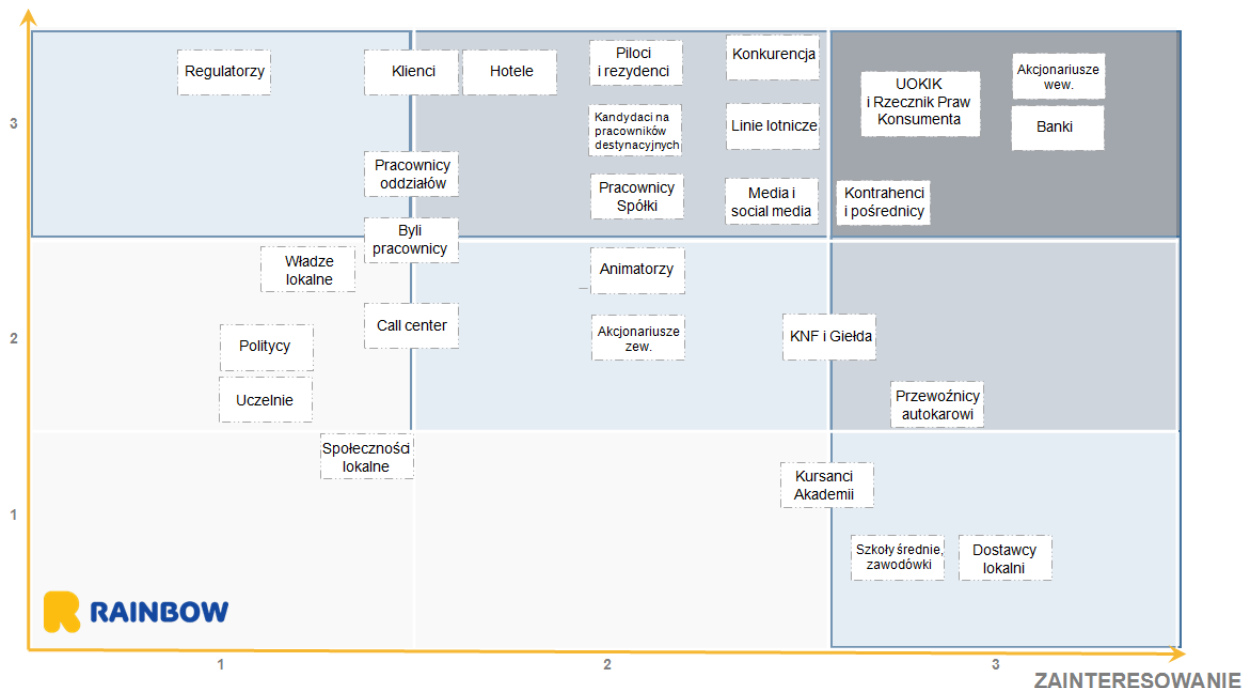 3
Regulatorzy
Klienci
Hotele
Piloci
i rezydenci
Konkurencja
UOKIK
i Rzecznik Praw
Konsumenta
Akcjonariusze
wew.
Kandydaci na
pracowników
destynacyjnych
Linie lotnicze
Banki
Pracownicy
oddziałów
Pracownicy
Spółki
Media i
social media
Kontrahenci
i pośrednicy
Byli
pracownicy
Władze
lokalne
Animatorzy
2
Call center
Politycy
Akcjonariusze
zew.
KNF i Giełda
Uczelnie
Przewoźnicy
autokarowi
Społeczności
lokalne
Kursanci
Akademii
1
Szkoły średnie,
zawodówki
Dostawcy
lokalni
RAINBOW
1
2
3
ZAINTERESOWANIE